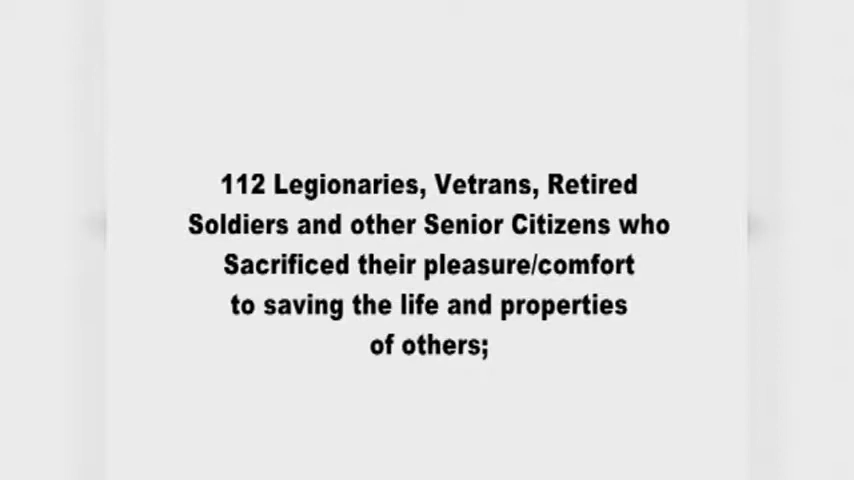 112 Legionaries, Vetrans, Retired
Soldiers and other Senior Citizens who
Sacrificed their pleasure/comfort
to saving the life and properties
of others;